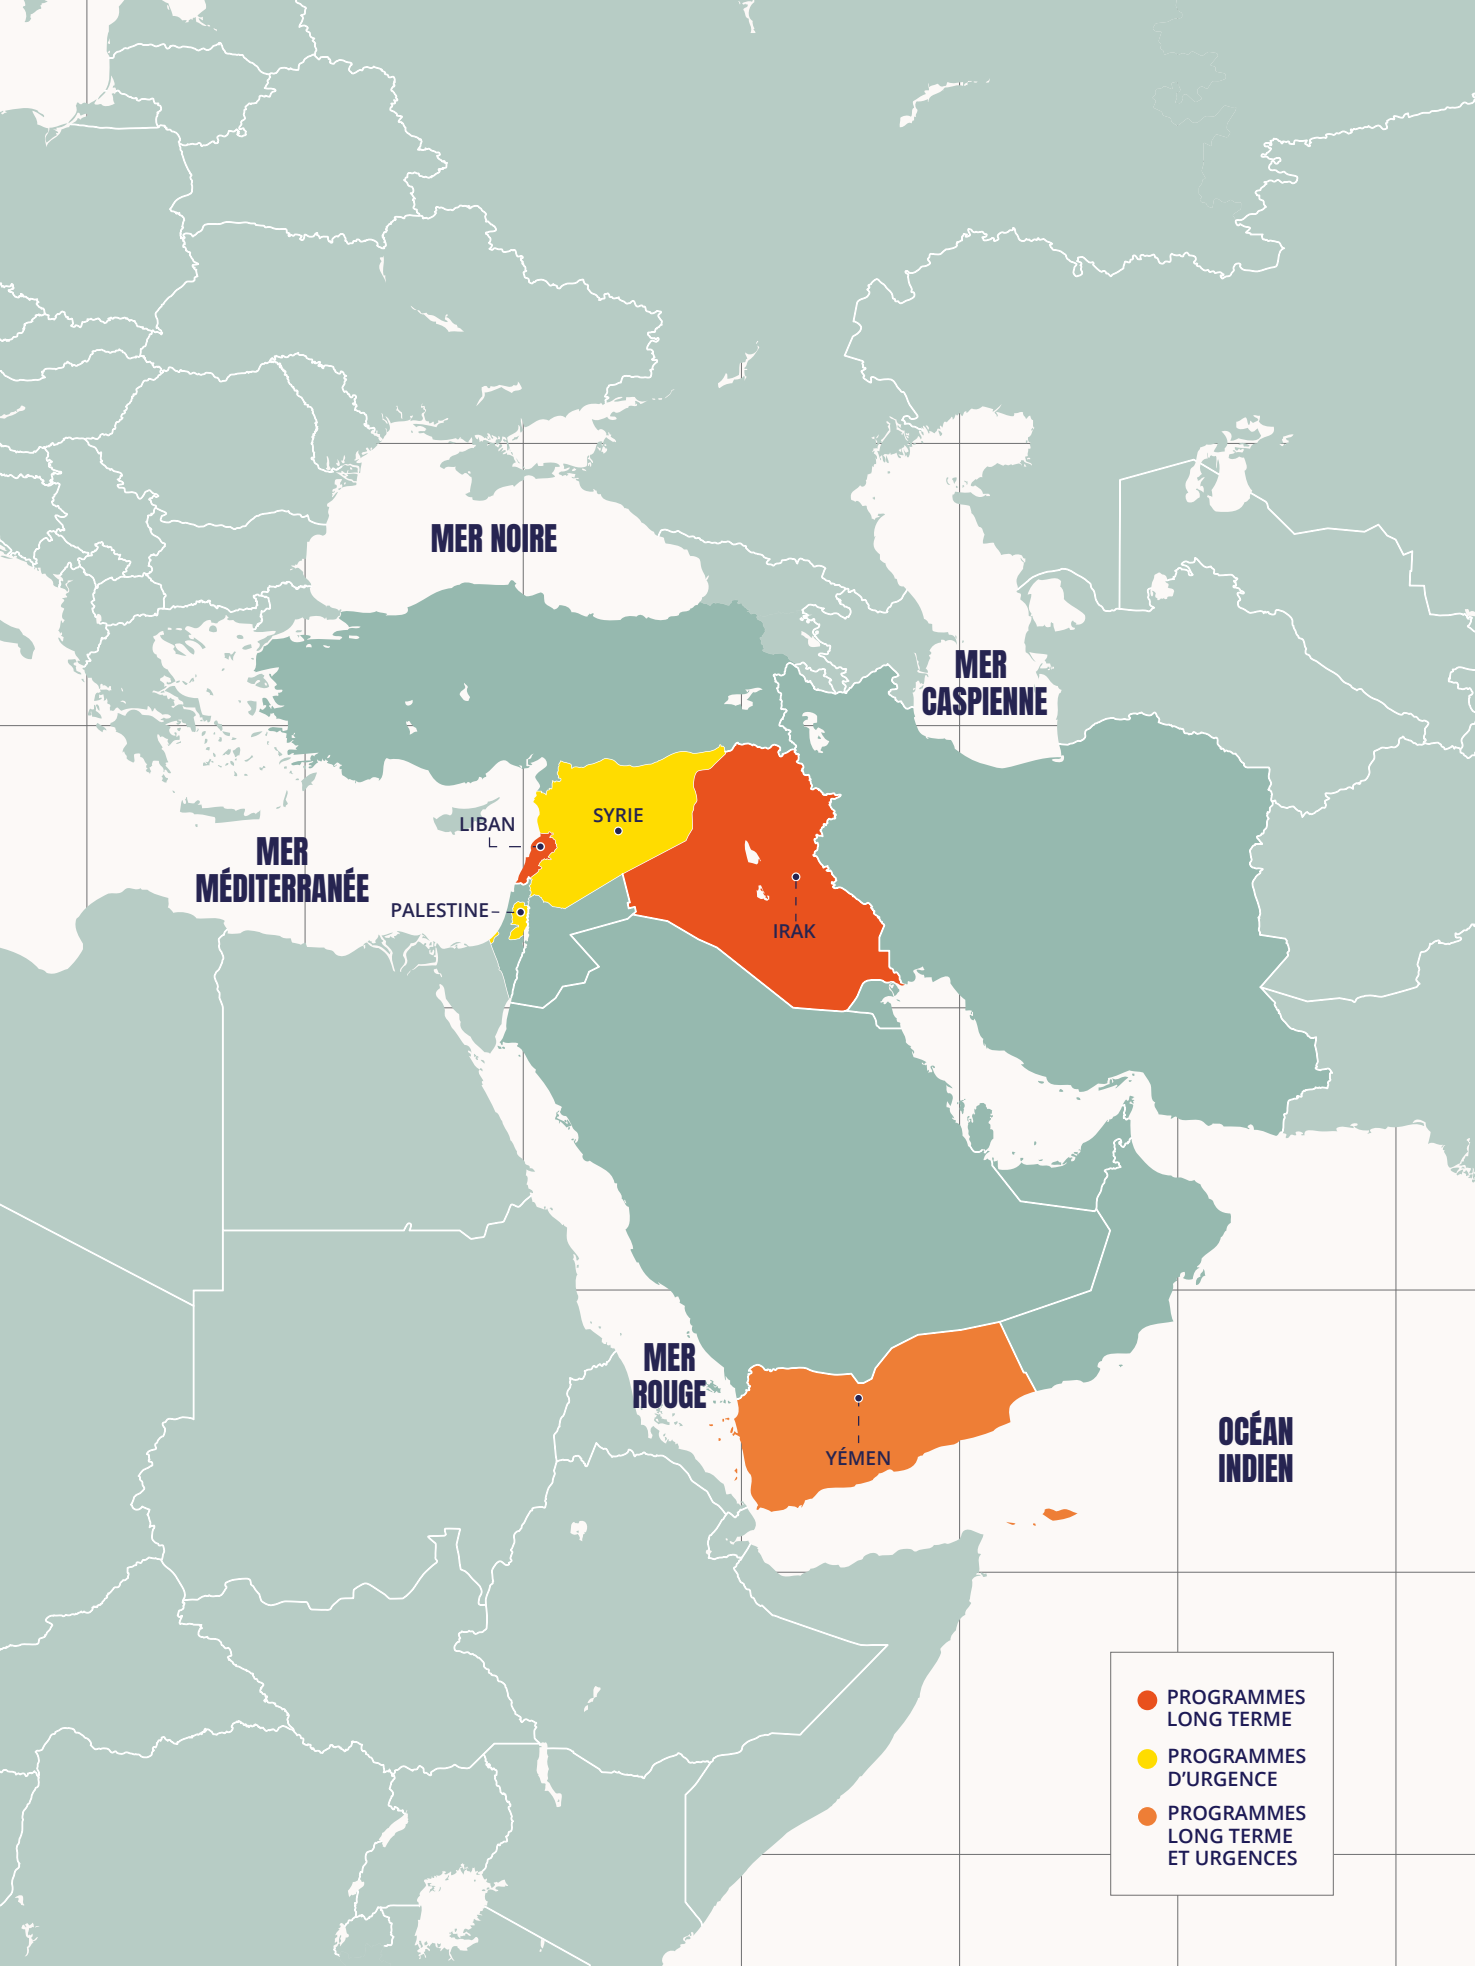 MER NOIRE
MER
CASPIENNE
SYRIE
LIBAN
MER
MÉDITERRANÉE
PALESTINE
IRAK
MER
ROUGE
YÉMEN
OCÉAN
INDIEN
PROGRAMMES
LONG TERME
PROGRAMMES
D'URGENCE
PROGRAMMES
LONG TERME
ET URGENCES